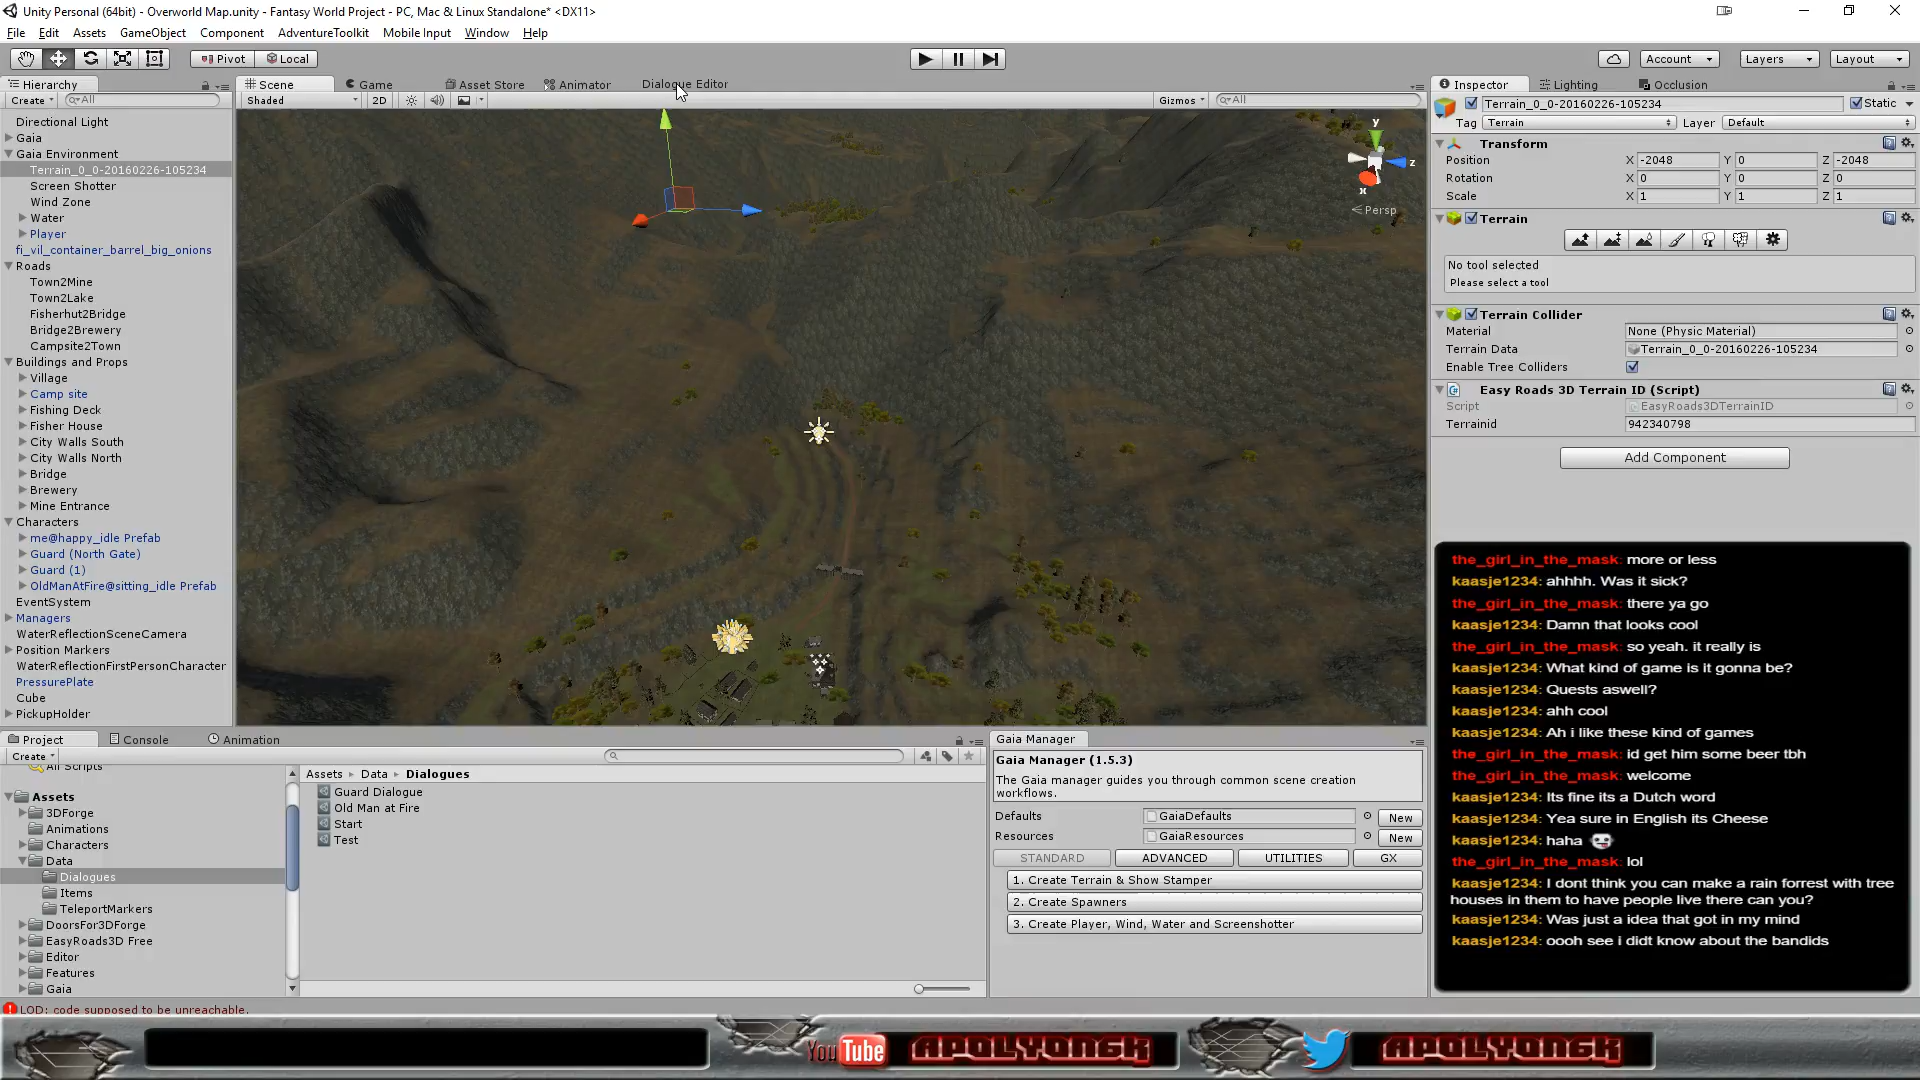 Unity Personal (64bit) - Overworld Map.unity - Fantasy World Project - PC, Mac & Linux Standalone* <DX11>
File Edit Assets GameObject Component AdventureToolkit Mobile Input Window Help
Pivot Local Account Layers Layout
Hierarchy
Create All
Directional Light
Gaia
Gaia Environment
Terrain_0_0-20160226-105234
Screen Shotter
Wind Zone
Water
Player
fi_vil_container_barrel_big_onions
Roads
Town2Mine
Town2Lake
Fisherhut2Bridge
Bridge2Brewery
Campsite2Town
Buildings and Props
Village
Camp site
Fishing Deck
Fisher House
City Walls South
City Walls North
Bridge
Brewery
Mine Entrance
Characters
me@happy_idle Prefab
Guard (North Gate)
Guard (1)
OldManAtFire@sitting_idle Prefab
EventSystem
Managers
WaterReflectionSceneCamera
Position Markers
WaterReflectionFirstPersonCharacter
PressurePlate
Cube
PickupHolder
Scene Game Asset Store Animator Dialogue Editor
Shaded 2D Gizmos All
y
z
x
Persp
Inspector Lighting Occlusion
Terrain_0_0-20160226-105234 Static
Tag Terrain Layer Default
Transform
Position X -2048 Y 0 Z -2048
Rotation X 0 Y 0 Z 0
Scale X 1 Y 1 Z 1
Terrain
No tool selected
Please select a tool
Terrain Collider
Material None (Physic Material)
Terrain Data Terrain_0_0-20160226-105234
Enable Tree Colliders
Easy Roads 3D Terrain ID (Script)
Script EasyRoads3DTerrainID
Terrainid 942340798
Add Component
the_girl_in_the_mask: more or less
kaasje1234: ahhhh. Was it sick?
the_girl_in_the_mask: there ya go
kaasje1234: Damn that looks cool
the_girl_in_the_mask: so yeah. it really is
kaasje1234: What kind of game is it gonna be?
kaasje1234: Quests aswell?
kaasje1234: ahh cool
kaasje1234: Ah i like these kind of games
the_girl_in_the_mask: id get him some beer tbh
the_girl_in_the_mask: welcome
kaasje1234: Its fine its a Dutch word
kaasje1234: Yea sure in English its Cheese
kaasje1234: haha
the_girl_in_the_mask: lol
kaasje1234: I dont think you can make a rain forrest with tree
houses in them to have people live there can you?
kaasje1234: Was just a idea that got in my mind
kaasje1234: oooh see i didt know about the bandids
Project Console Animation
Create
All Scripts
Assets
3DForge
Animations
Characters
Data
Dialogues
Items
TeleportMarkers
DoorsFor3DForge
EasyRoads3D Free
Editor
Features
Gaia
Assets Data Dialogues
Guard Dialogue
Old Man at Fire
Start
Test
Gaia Manager
Gaia Manager (1.5.3)
The Gaia manager guides you through common scene creation
workflows.
Defaults GaiaDefaults New
Resources GaiaResources New
STANDARD ADVANCED UTILITIES GX
1. Create Terrain & Show Stamper
2. Create Spawners
3. Create Player, Wind, Water and Screenshotter
LOD: code supposed to be unreachable.
YouTube APOLYONGK APOLYONGK